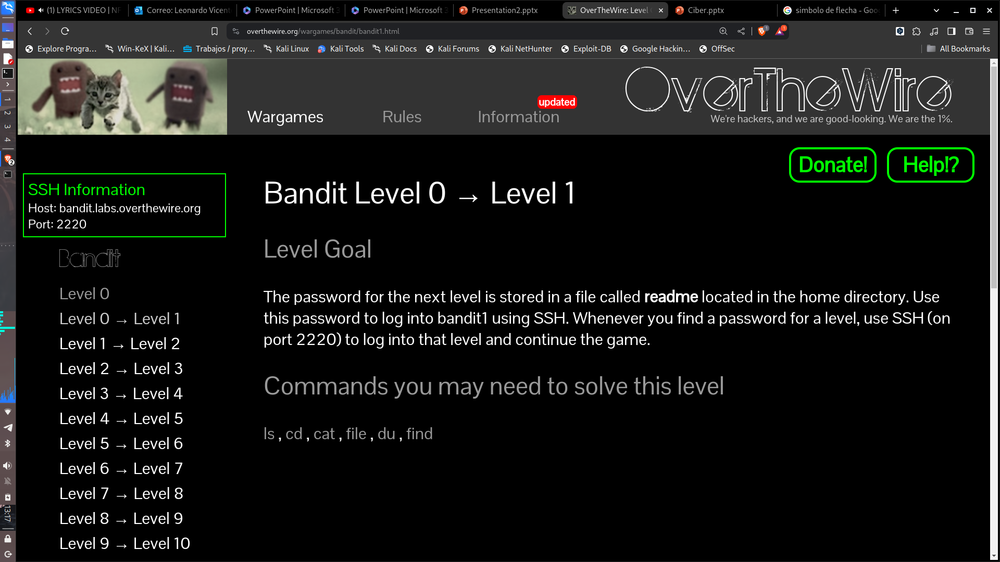 (1) LYRICS VIDEO | NF
Correo: Leonardo Vicent
PowerPoint | Microsoft 3
PowerPoint | Microsoft 3
Presentation2.pptx
OverTheWire: Level
Ciber.pptx
simbolo de flecha - Goo
overthewire.org/wargames/bandit/bandit1.html
1
1
Explore Progra...
Win-KeX | Kali...
Trabajos / proy...
Kali Linux
Kali Tools
Kali Docs
Kali Forums
Kali NetHunter
Exploit-DB
Google Hackin...
OffSec
All Bookmarks
1
2
3
4
2
13:17
Wargames
Rules
Information
updated
OverTheWire
We're hackers, and we are good-looking. We are the 1%.
Donate!
Help!?
SSH Information
Host: bandit.labs.overthewire.org
Port: 2220
Bandit
Level 0
Level 0 → Level 1
Level 1 → Level 2
Level 2 → Level 3
Level 3 → Level 4
Level 4 → Level 5
Level 5 → Level 6
Level 6 → Level 7
Level 7 → Level 8
Level 8 → Level 9
Level 9 → Level 10
Bandit Level 0 → Level 1
Level Goal
The password for the next level is stored in a file called readme located in the home directory. Use
this password to log into bandit1 using SSH. Whenever you find a password for a level, use SSH (on
port 2220) to log into that level and continue the game.
Commands you may need to solve this level
ls , cd , cat , file , du , find